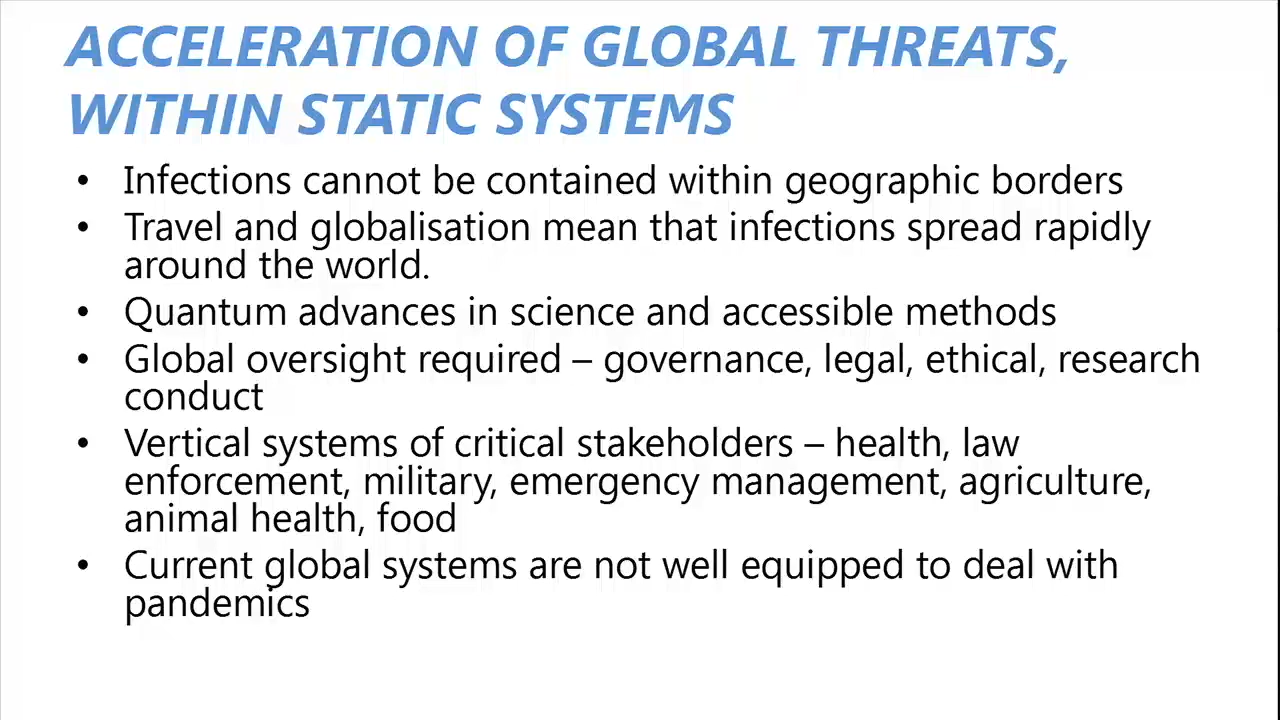 ACCELERATION OF GLOBAL THREATS,
WITHIN STATIC SYSTEMS
• Infections cannot be contained within geographic borders
• Travel and globalisation mean that infections spread rapidly
around the world.
• Quantum advances in science and accessible methods
• Global oversight required – governance, legal, ethical, research
conduct
• Vertical systems of critical stakeholders – health, law
enforcement, military, emergency management, agriculture,
animal health, food
• Current global systems are not well equipped to deal with
pandemics